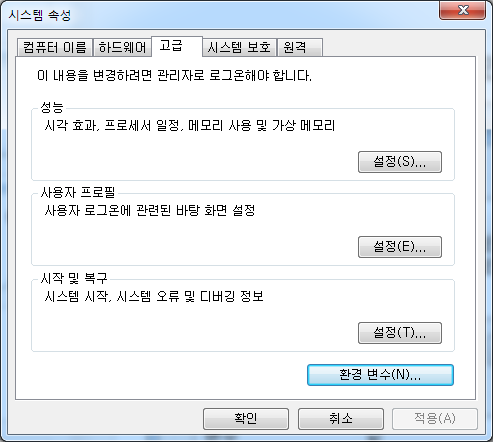 시스템 속성
컴퓨터 이름 하드웨어 고급 시스템 보호 원격
이 내용을 변경하려면 관리자로 로그온해야 합니다.
성능
시각 효과, 프로세서 일정, 메모리 사용 및 가상 메모리
설정(S)...
사용자 프로필
사용자 로그온에 관련된 바탕 화면 설정
설정(E)...
시작 및 복구
시스템 시작, 시스템 오류 및 디버깅 정보
설정(T)...
환경 변수(N)...
확인 취소 적용(A)